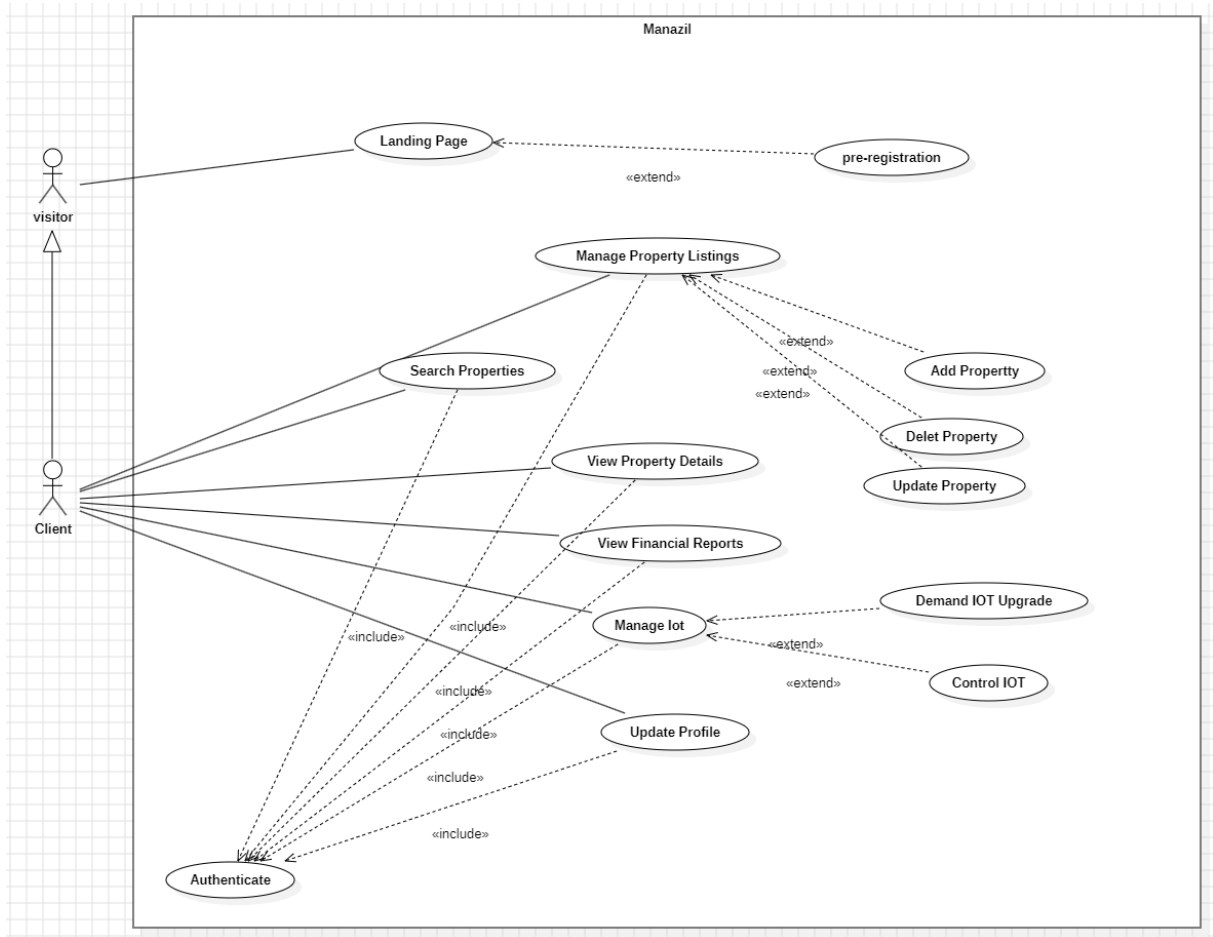 Manazil
Landing Page
pre-registration
«extend»
visitor
Manage Property Listings
«extend»
Search Properties
«extend»
Add Propertty
«extend»
Delet Property
View Property Details
Update Property
Client
View Financial Reports
Demand IOT Upgrade
Manage Iot
«include»
«include»
«extend»
Control IOT
«extend»
«include»
Update Profile
«include»
«include»
«include»
Authenticate